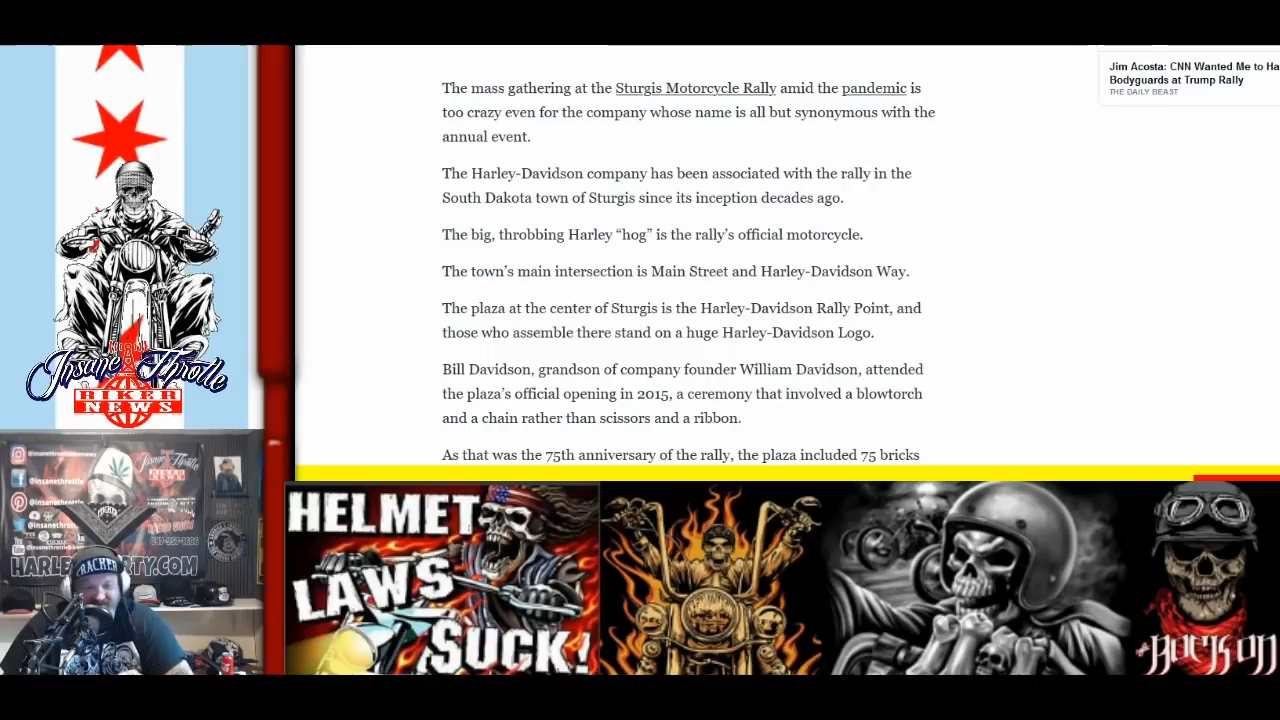 Jim Acosta: CNN Wanted Me to Ha
Bodyguards at Trump Rally
THE DAILY BEAST
The mass gathering at the Sturgis Motorcycle Rally amid the pandemic is
too crazy even for the company whose name is all but synonymous with the
annual event.
The Harley-Davidson company has been associated with the rally in the
South Dakota town of Sturgis since its inception decades ago.
The big, throbbing Harley “hog” is the rally’s official motorcycle.
The town’s main intersection is Main Street and Harley-Davidson Way.
The plaza at the center of Sturgis is the Harley-Davidson Rally Point, and
those who assemble there stand on a huge Harley-Davidson Logo.
Bill Davidson, grandson of company founder William Davidson, attended
the plaza’s official opening in 2015, a ceremony that involved a blowtorch
and a chain rather than scissors and a ribbon.
As that was the 75th anniversary of the rally, the plaza included 75 bricks
Insane Throttle
BIKER
NEWS
@insanethrottle
@insanethrottle
CRACKER
HELMET
LAWS
SUCK!
ROCK ON